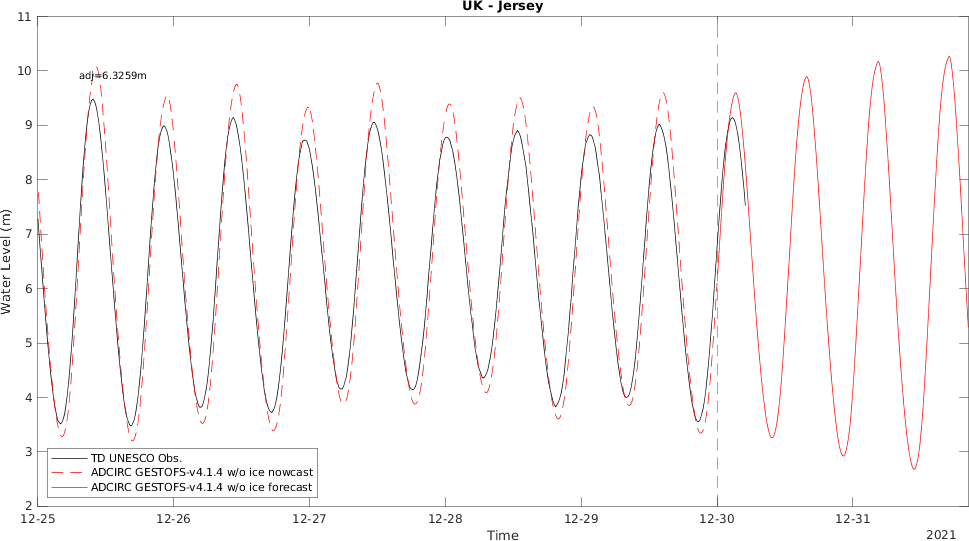 UK - Jersey
11
10
9
8
7
6
5
4
3
2
Water Level (m)
adj=6.3259m
TD UNESCO Obs.
ADCIRC GESTOFS-v4.1.4 w/o ice nowcast
ADCIRC GESTOFS-v4.1.4 w/o ice forecast
12-25 12-26 12-27 12-28 12-29 12-30 12-31
Time
2021